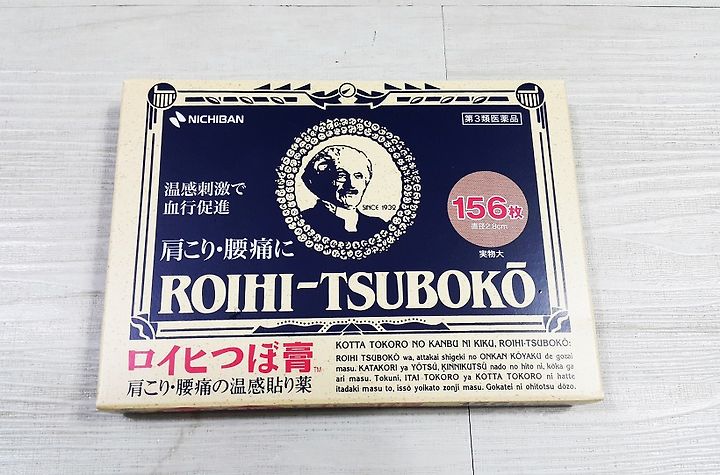 NICHIBAN
第3類医薬品
温感刺激で
血行促進
SINCE 1932
156枚
直径2.8cm
実物大
肩こり・腰痛に
ROIHI-TSUBOKŌ
ロイヒつぼ膏™
肩こり・腰痛の温感貼り薬
KOTTA TOKORO NO KANBU NI KIKU, ROIHI-TSUBOKŌ:
ROIHI TSUBOKŌ wa, attakai shigeki no ONKAN KŌYAKU de gozai
masu. KATAKORI ya YŌTSŪ, KINNIKUTSŪ nado no hito ni, kōka ga
ari masu. Tokuni, ITAI TOKORO ya KOTTA TOKORO ni hatte
itadaki masu to, issō yoikato zonji masu. Gokatei ni ohitotsu dōzo.